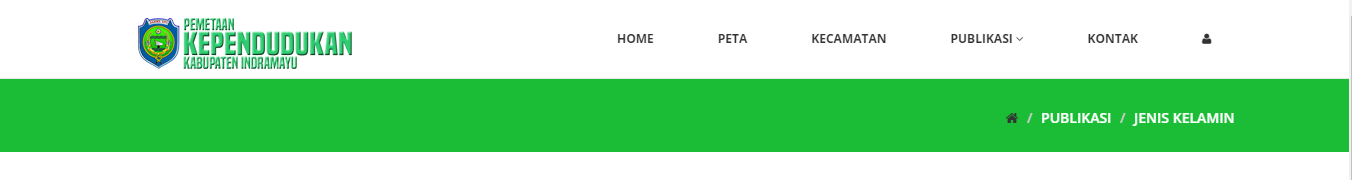 PEMETAAN
KEPENDUDUKAN
KABUPATEN INDRAMAYU
HOME PETA KECAMATAN PUBLIKASI KONTAK
/ PUBLIKASI / JENIS KELAMIN